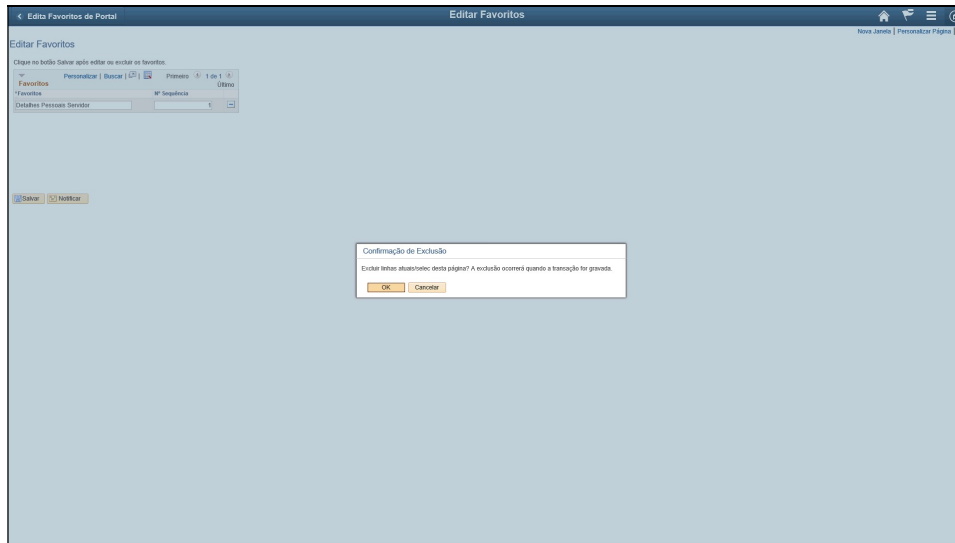 Edita Favoritos de Portal
Editar Favoritos
Nova Janela | Personalizar Página |
Editar Favoritos
Clique no botão Salvar após editar ou excluir os favoritos.
Favoritos
Personalizar | Buscar | |
Primeiro 1 de 1 Último
*Favoritos Nº Sequência
Detalhes Pessoais Servidor 1
Salvar Notificar
Confirmação de Exclusão
Excluir linhas atuais/selec desta página? A exclusão ocorrerá quando a transação for gravada.
OK Cancelar